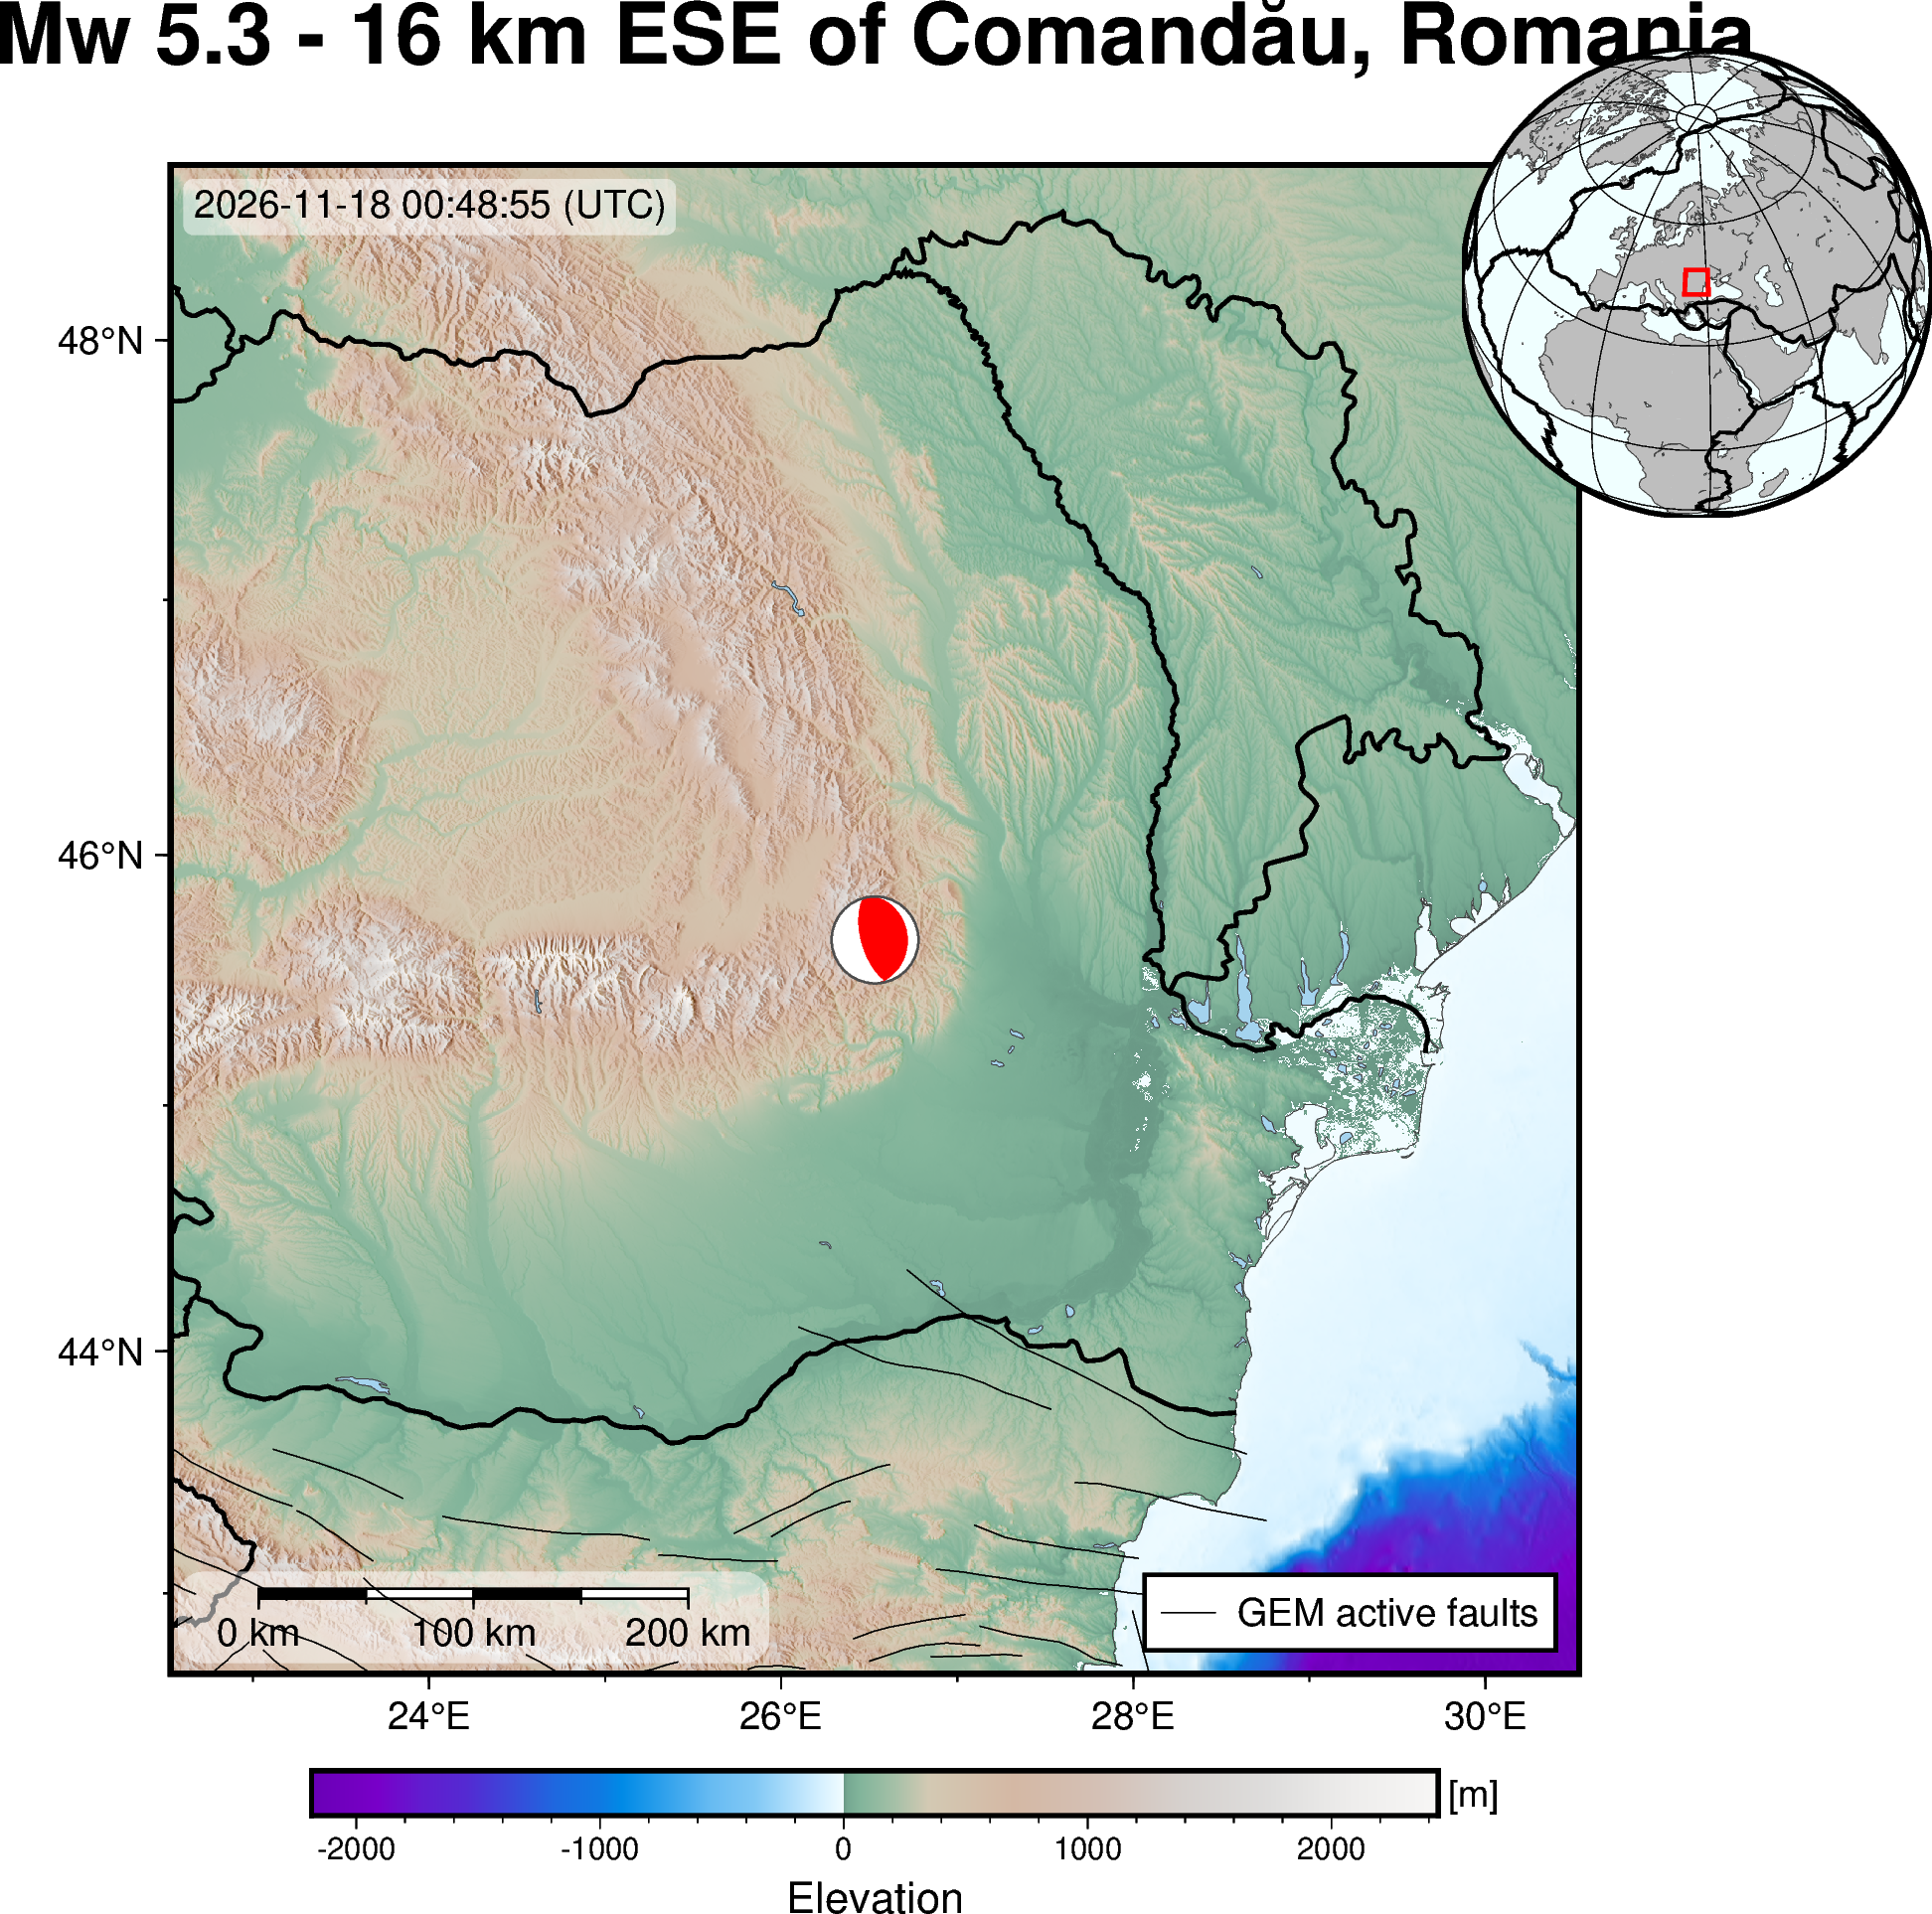 Mw 5.3 - 16 km ESE of Comandău, Romania
2026-11-18 00:48:55 (UTC)
48°N
46°N
44°N
0 km 100 km 200 km
GEM active faults
24°E 26°E 28°E 30°E
[m]
-2000 -1000 0 1000 2000
Elevation